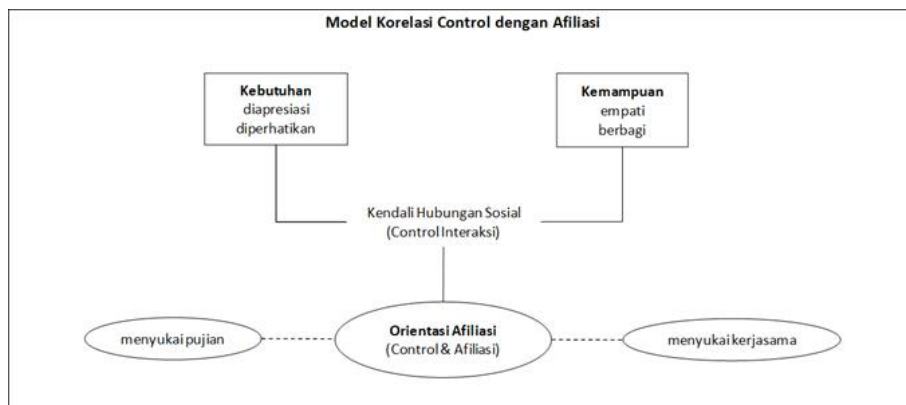 Model Korelasi Control dengan Afiliasi
Kebutuhan
diapresiasi
diperhatikan
Kemampuan
empati
berbagi
Kendali Hubungan Sosial
(Control Interaksi)
Orientasi Afiliasi
(Control & Afiliasi)
menyukai pujian
menyukai kerjasama